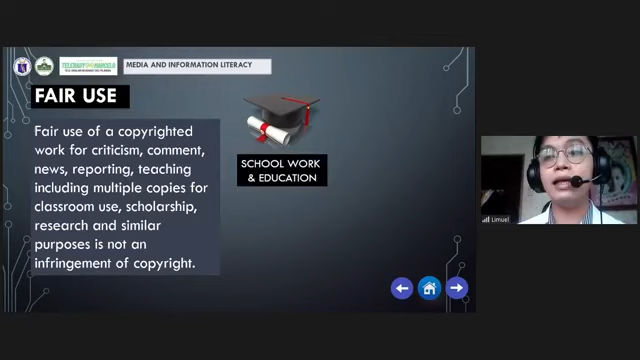 MEDIA AND INFORMATION LITERACY
FAIR USE
Fair use of a copyrighted
work for criticism, comment,
news, reporting, teaching
including multiple copies for
classroom use, scholarship,
research and similar
purposes is not an
infringement of copyright.
SCHOOL WORK
& EDUCATION
Limuel